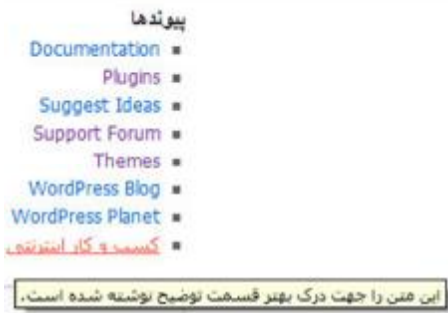 پیوندها
Documentation
Plugins
Suggest Ideas
Support Forum
Themes
WordPress Blog
WordPress Planet
کسب و کار اینترنتی
این متن را جهت درک بهتر قسمت توضیح نوشته شده است.